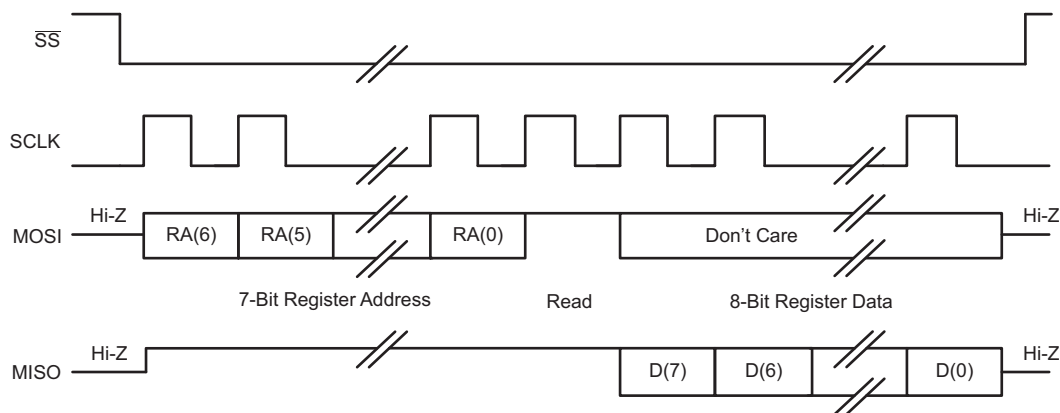 S̅S̅
SCLK
Hi-Z
Hi-Z
MOSI
RA(6) RA(5) RA(0) Don't Care
7-Bit Register Address Read 8-Bit Register Data
Hi-Z
Hi-Z
MISO
D(7) D(6) D(0)